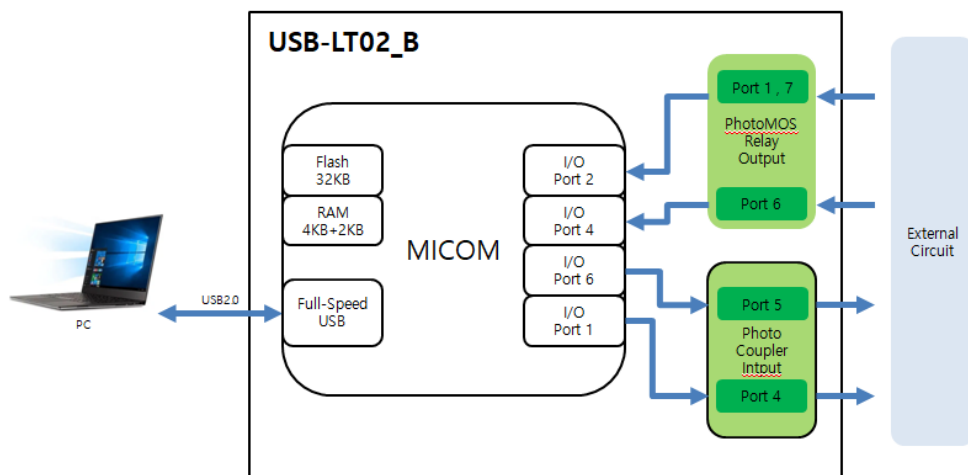 USB-LT02_B
Flash
32KB
RAM
4KB+2KB
Full-Speed
USB
MICOM
I/O
Port 2
I/O
Port 4
I/O
Port 6
I/O
Port 1
Port 1 , 7
PhotoMOS
Relay
Output
Port 6
Port 5
Photo
Coupler
Intput
Port 4
External
Circuit
USB2.0
PC